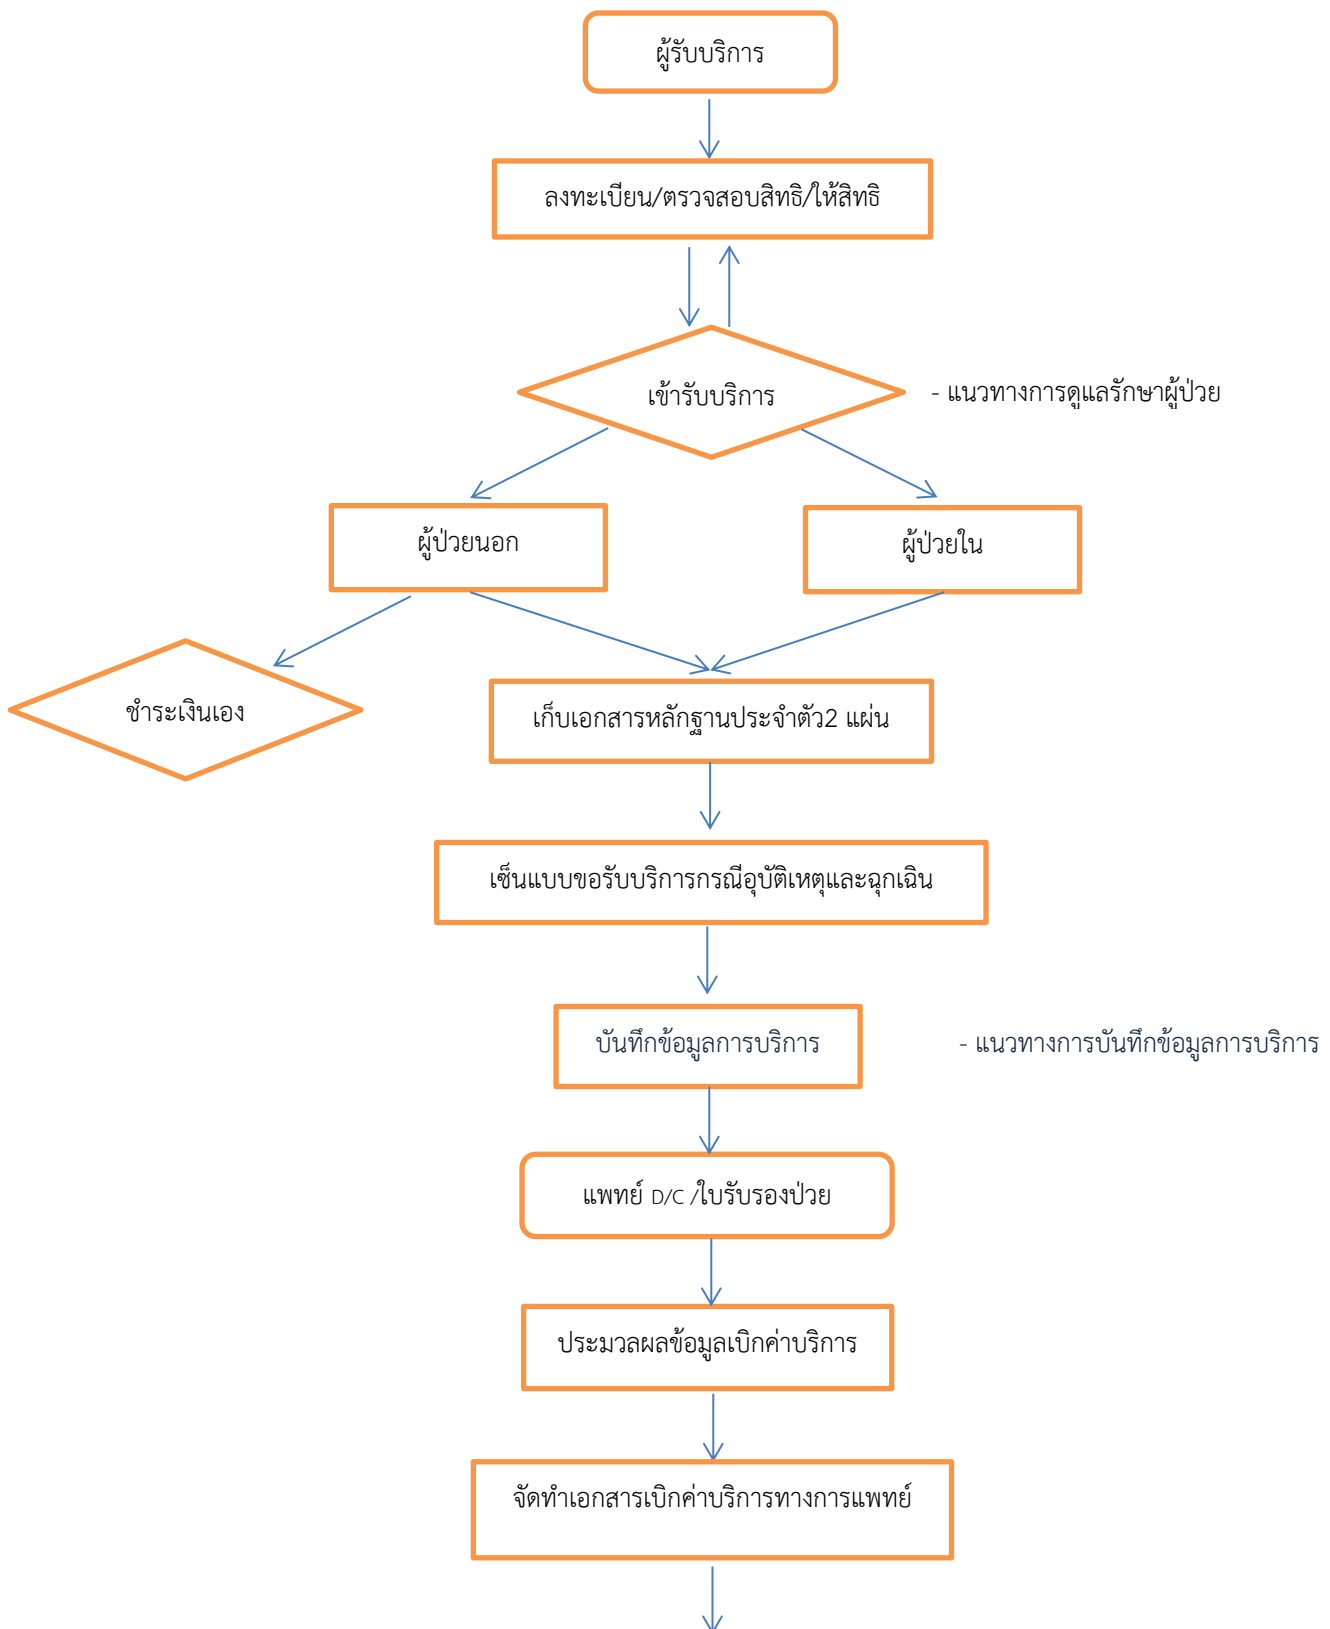 ผู้รับบริการ
ลงทะเบียน/ตรวจสอบสิทธิ/ให้สิทธิ
เข้ารับบริการ
- แนวทางการดูแลรักษาผู้ป่วย
ผู้ป่วยนอก
ผู้ป่วยใน
ชำระเงินเอง
เก็บเอกสารหลักฐานประจำตัว2 แผ่น
เซ็นแบบขอรับบริการกรณีอุบัติเหตุและฉุกเฉิน
บันทึกข้อมูลการบริการ
- แนวทางการบันทึกข้อมูลการบริการ
แพทย์ D/C /ใบรับรองป่วย
ประมวลผลข้อมูลเบิกค่าบริการ
จัดทำเอกสารเบิกค่าบริการทางการแพทย์